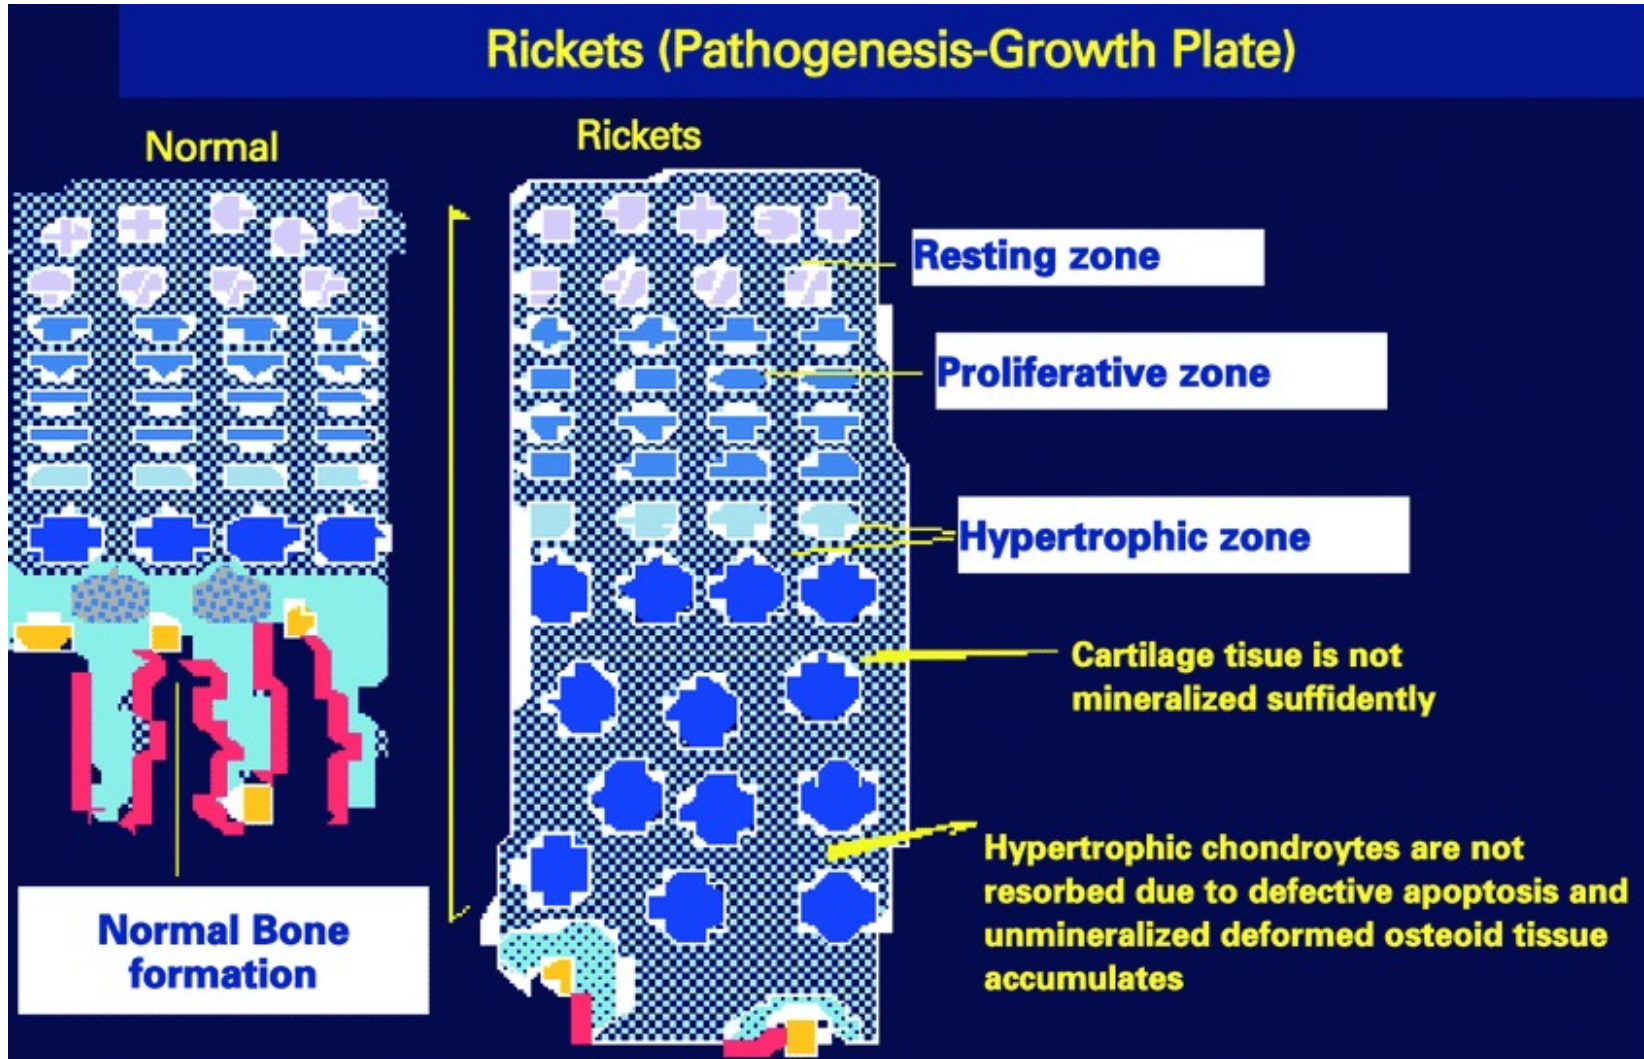 Rickets (Pathogenesis-Growth Plate)
Normal
Rickets
Resting zone
Proliferative zone
Hypertrophic zone
Cartilage tisue is not
mineralized suffidently
Hypertrophic chondroytes are not
resorbed due to defective apoptosis and
unmineralized deformed osteoid tissue
accumulates
Normal Bone
formation